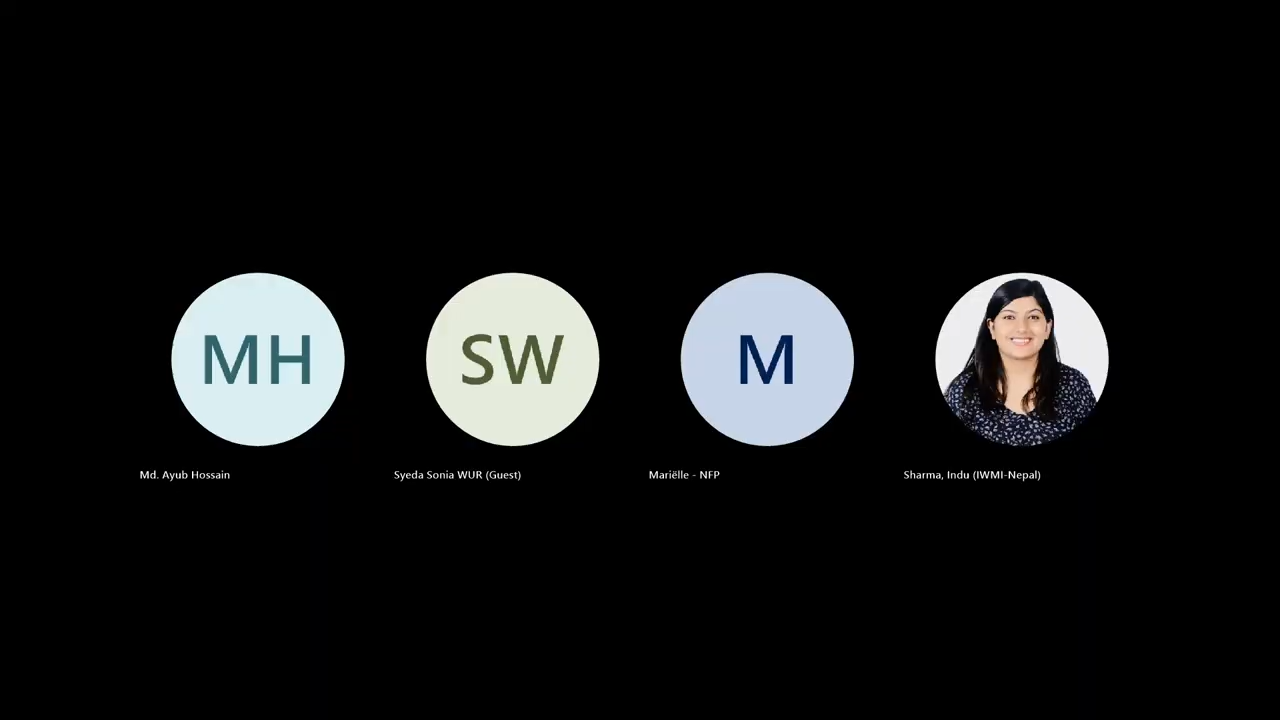 MH
SW
M
Md. Ayub Hossain
Syeda Sonia WUR (Guest)
Mariëlle - NFP
Sharma, Indu (IWMI-Nepal)